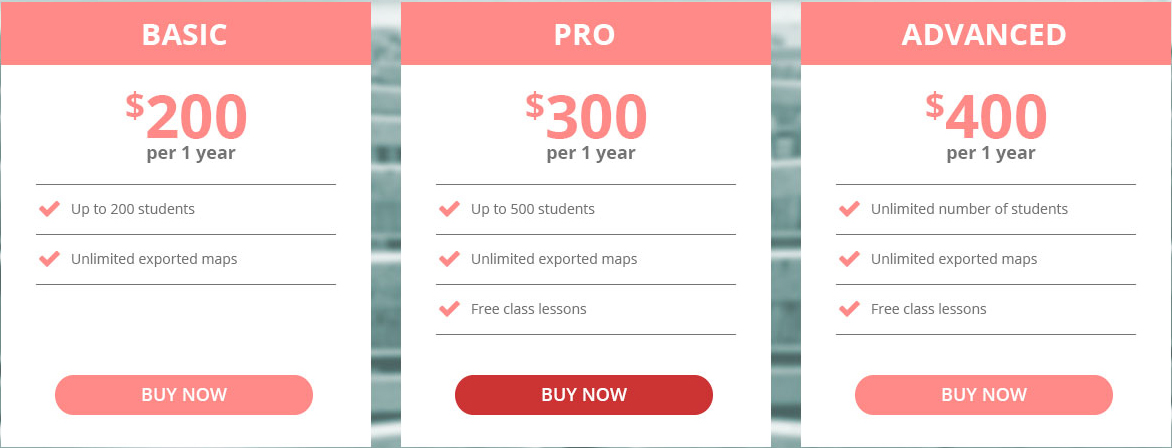 BASIC
$200
per 1 year
Up to 200 students
Unlimited exported maps
BUY NOW
PRO
$300
per 1 year
Up to 500 students
Unlimited exported maps
Free class lessons
BUY NOW
ADVANCED
$400
per 1 year
Unlimited number of students
Unlimited exported maps
Free class lessons
BUY NOW